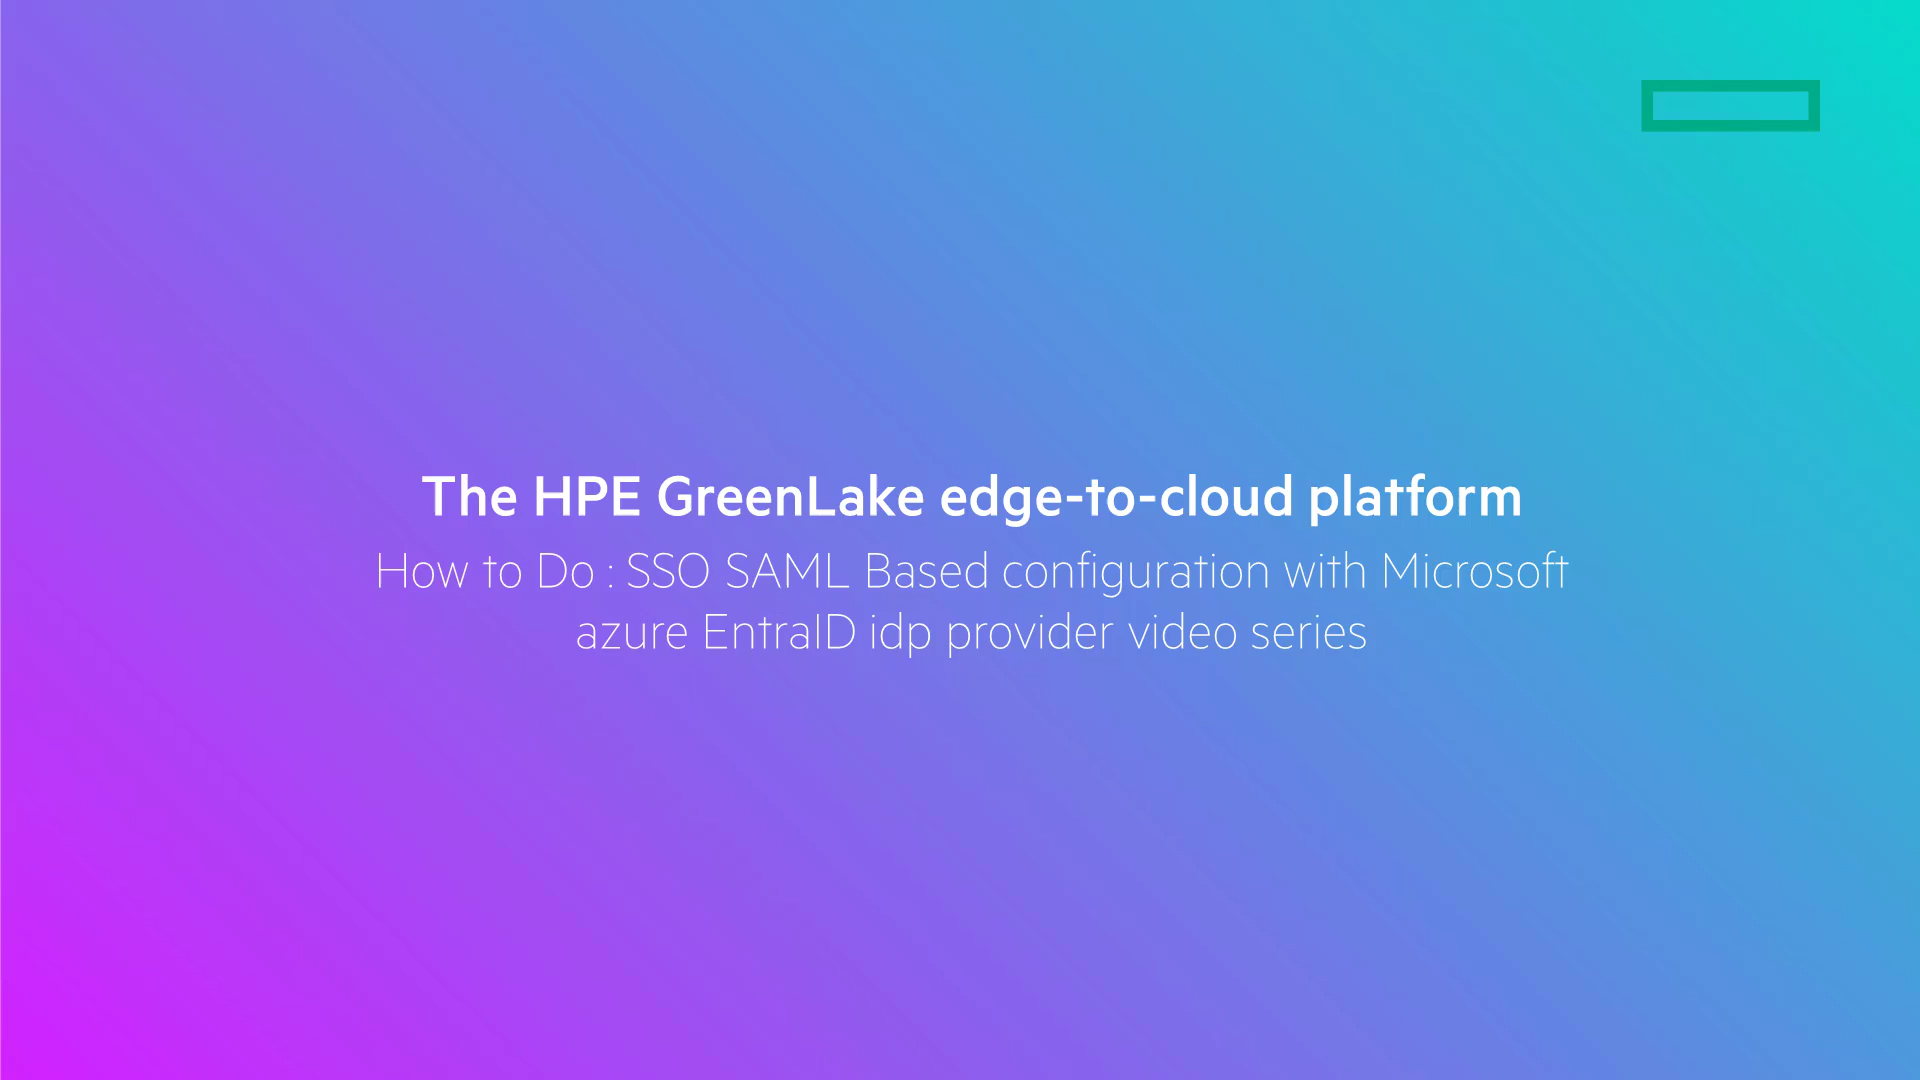 The HPE GreenLake edge-to-cloud platform
How to Do : SSO SAML Based configuration with Microsoft
azure EntraID idp provider video series